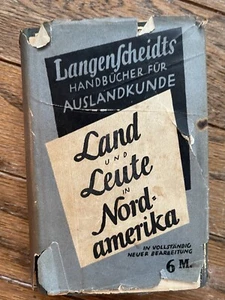 Langenscheidts
HANDBÜCHER FÜR
AUSLANDKUNDE
Land
UND
Leute
IN
Nord-
amerika
IN VOLLSTÄNDIG
NEUER BEARBEITUNG
6 M.